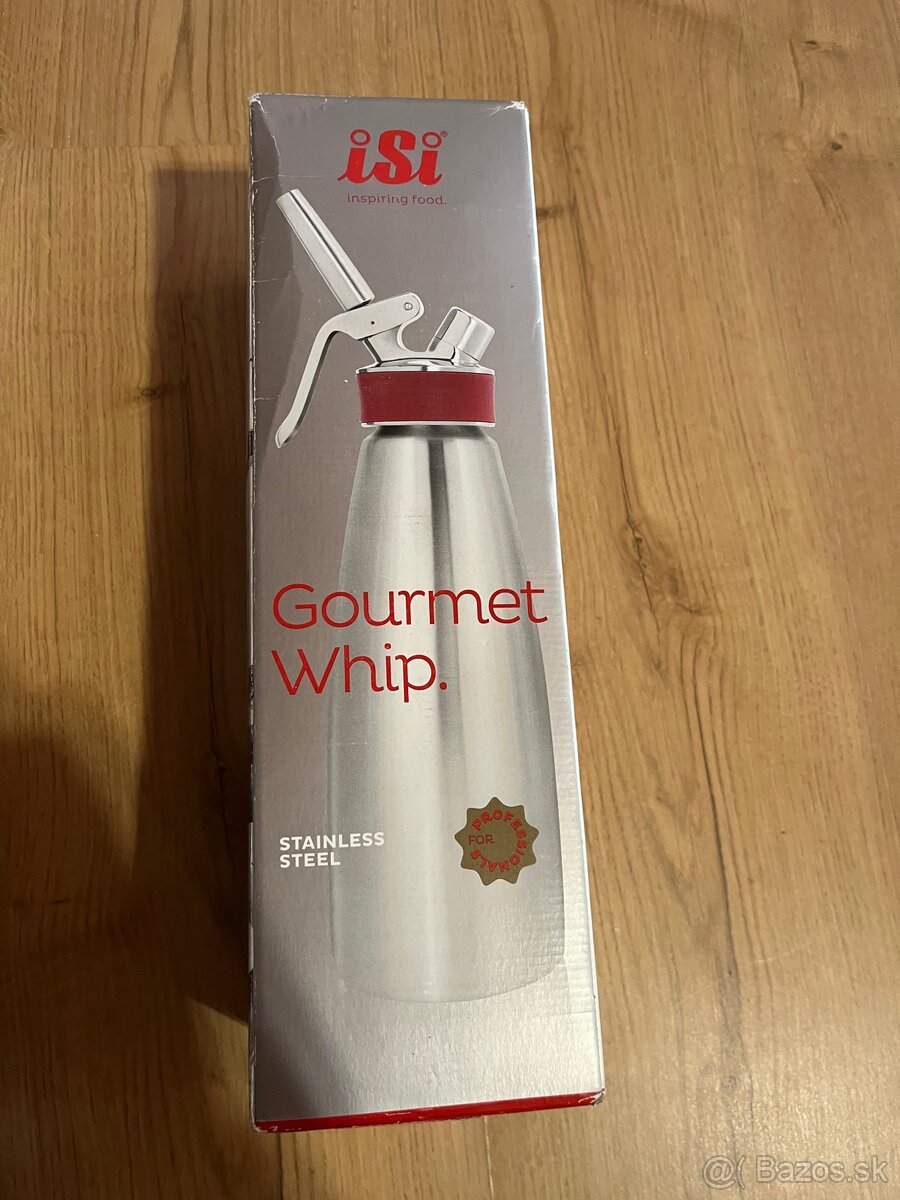 iSi®
inspiring food.
Gourmet
Whip.
STAINLESS
STEEL
FOR
PROFESSIONALS
@( Bazos.sk